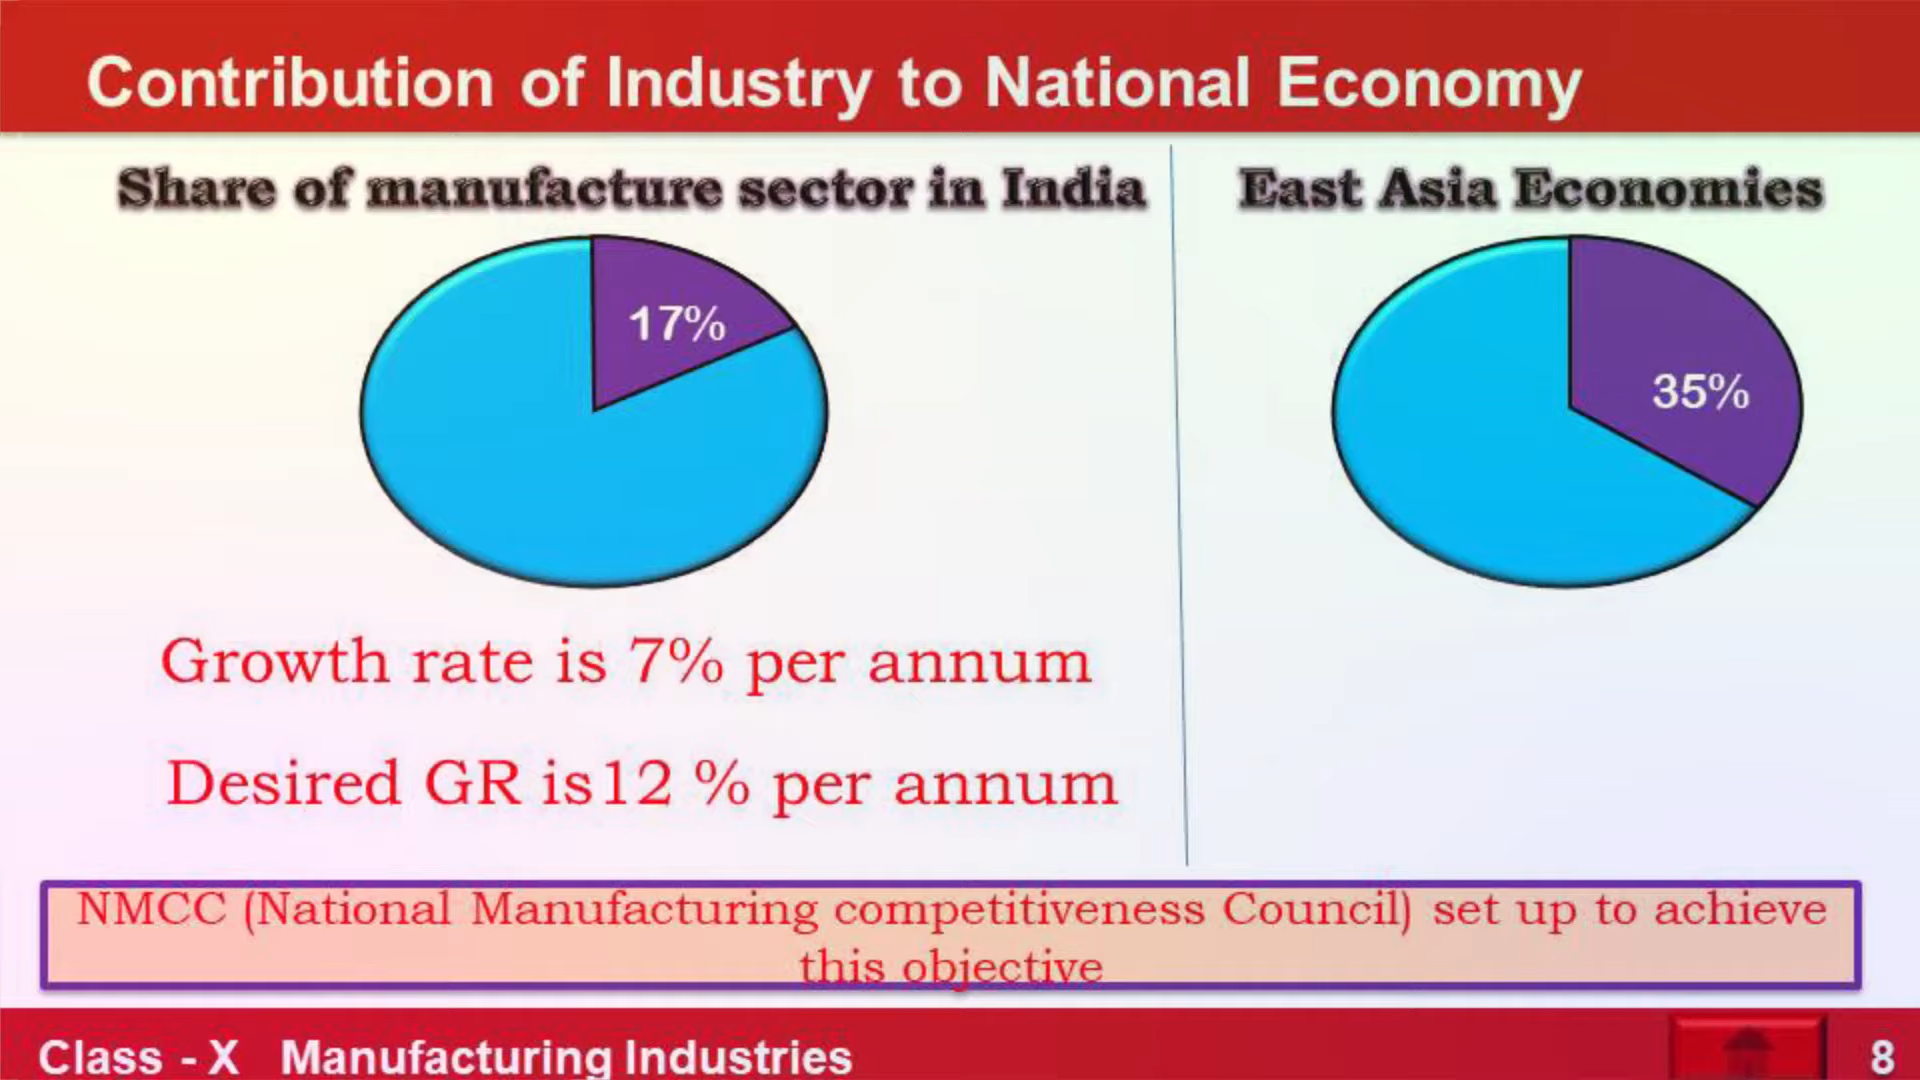 Contribution of Industry to National Economy
Share of manufacture sector in India
17%
Growth rate is 7% per annum
Desired GR is12 % per annum
East Asia Economies
35%
NMCC (National Manufacturing competitiveness Council) set up to achieve
this objective
Class - X Manufacturing Industries
8